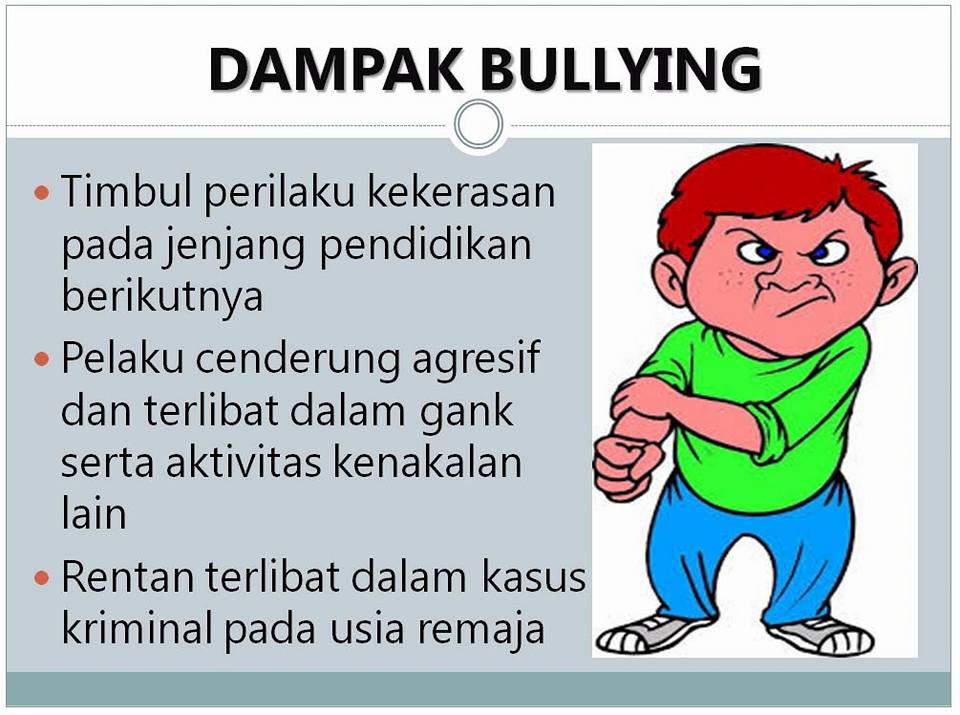 DAMPAK BULLYING
• Timbul perilaku kekerasan
pada jenjang pendidikan
berikutnya
• Pelaku cenderung agresif
dan terlibat dalam gank
serta aktivitas kenakalan
lain
• Rentan terlibat dalam kasus
kriminal pada usia remaja